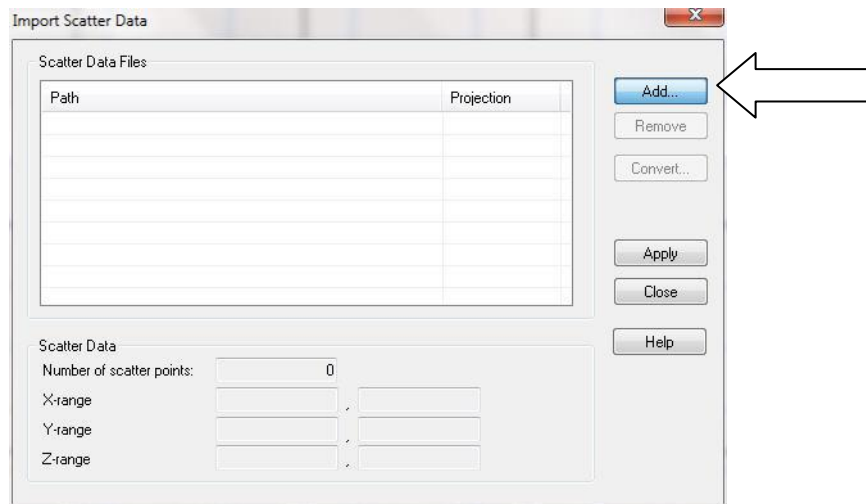 Import Scatter Data
Scatter Data Files
Path Projection
Add...
Remove
Convert...
Apply
Close
Help
Scatter Data
Number of scatter points: 0
X-range ,
Y-range ,
Z-range ,